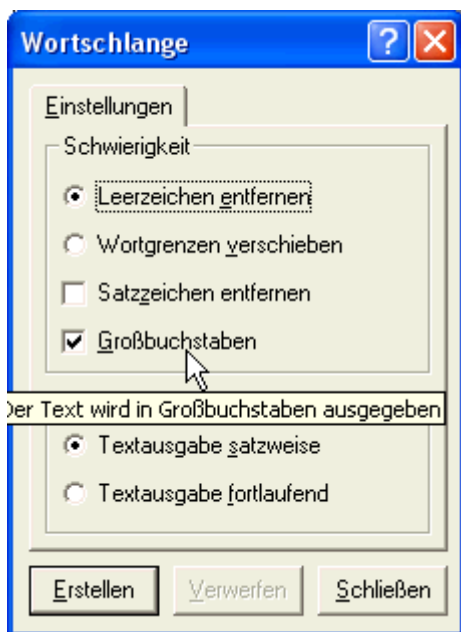 Wortschlange
Einstellungen
Schwierigkeit
Leerzeichen entfernen
Wortgrenzen verschieben
Satzzeichen entfernen
Großbuchstaben
Der Text wird in Großbuchstaben ausgegeben
Textausgabe satzweise
Textausgabe fortlaufend
Erstellen Verwerfen Schließen